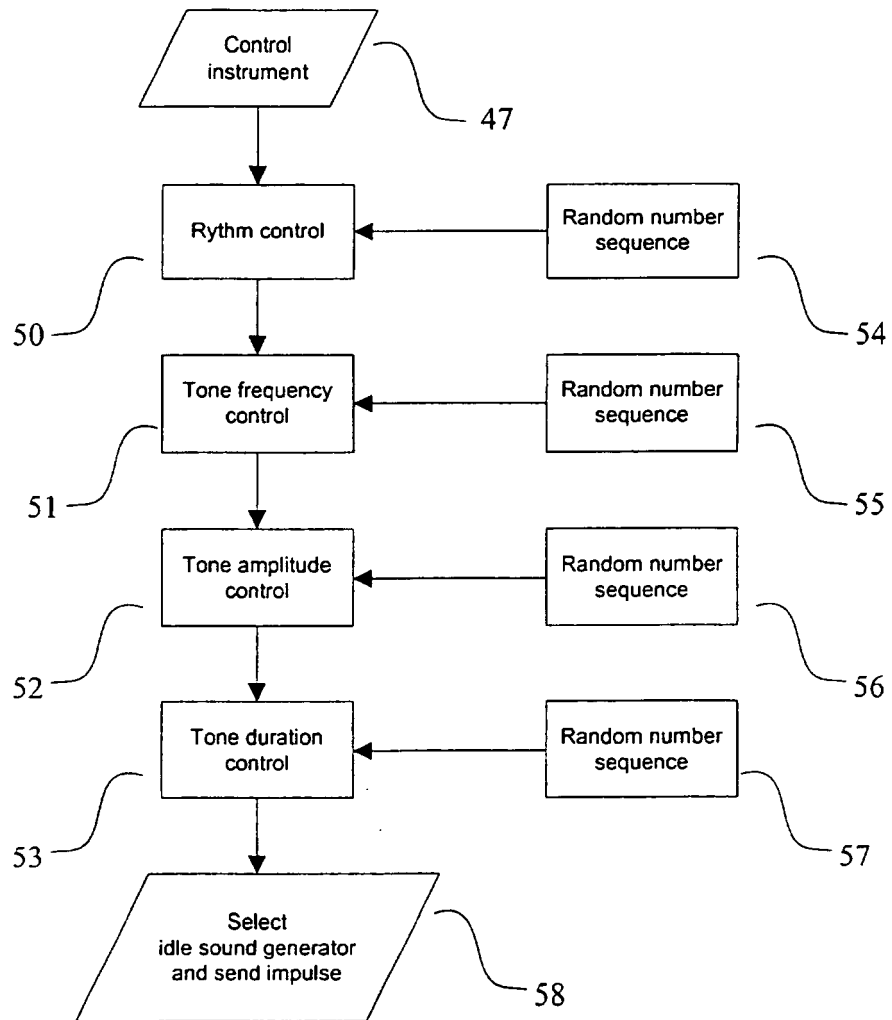 Control
instrument
47
Rythm control
Random number
sequence
50
54
Tone frequency
control
Random number
sequence
51
55
Tone amplitude
control
Random number
sequence
52
56
Tone duration
control
Random number
sequence
53
57
Select
idle sound generator
and send impulse
58